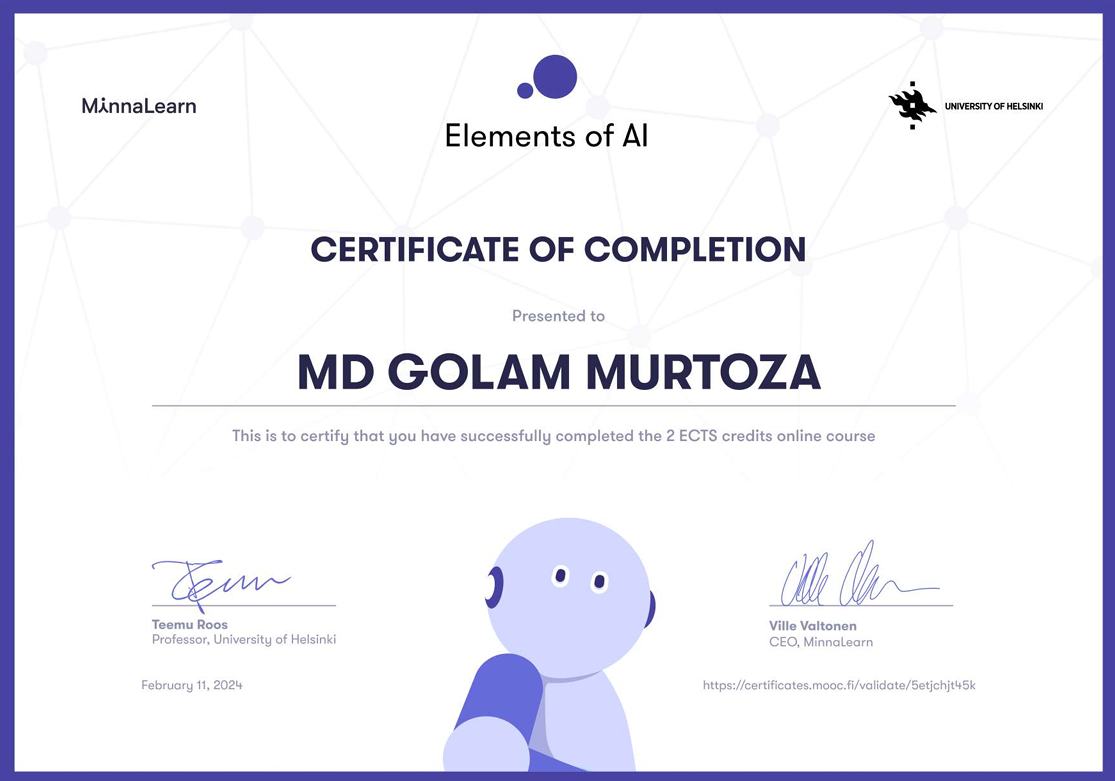 MinnaLearn
Elements of AI
UNIVERSITY OF HELSINKI
CERTIFICATE OF COMPLETION
Presented to
MD GOLAM MURTOZA
This is to certify that you have successfully completed the 2 ECTS credits online course
Teemu Roos
Professor, University of Helsinki
February 11, 2024
Ville Valtonen
CEO, MinnaLearn
https://certificates.mooc.fi/validate/5etjchjt45k